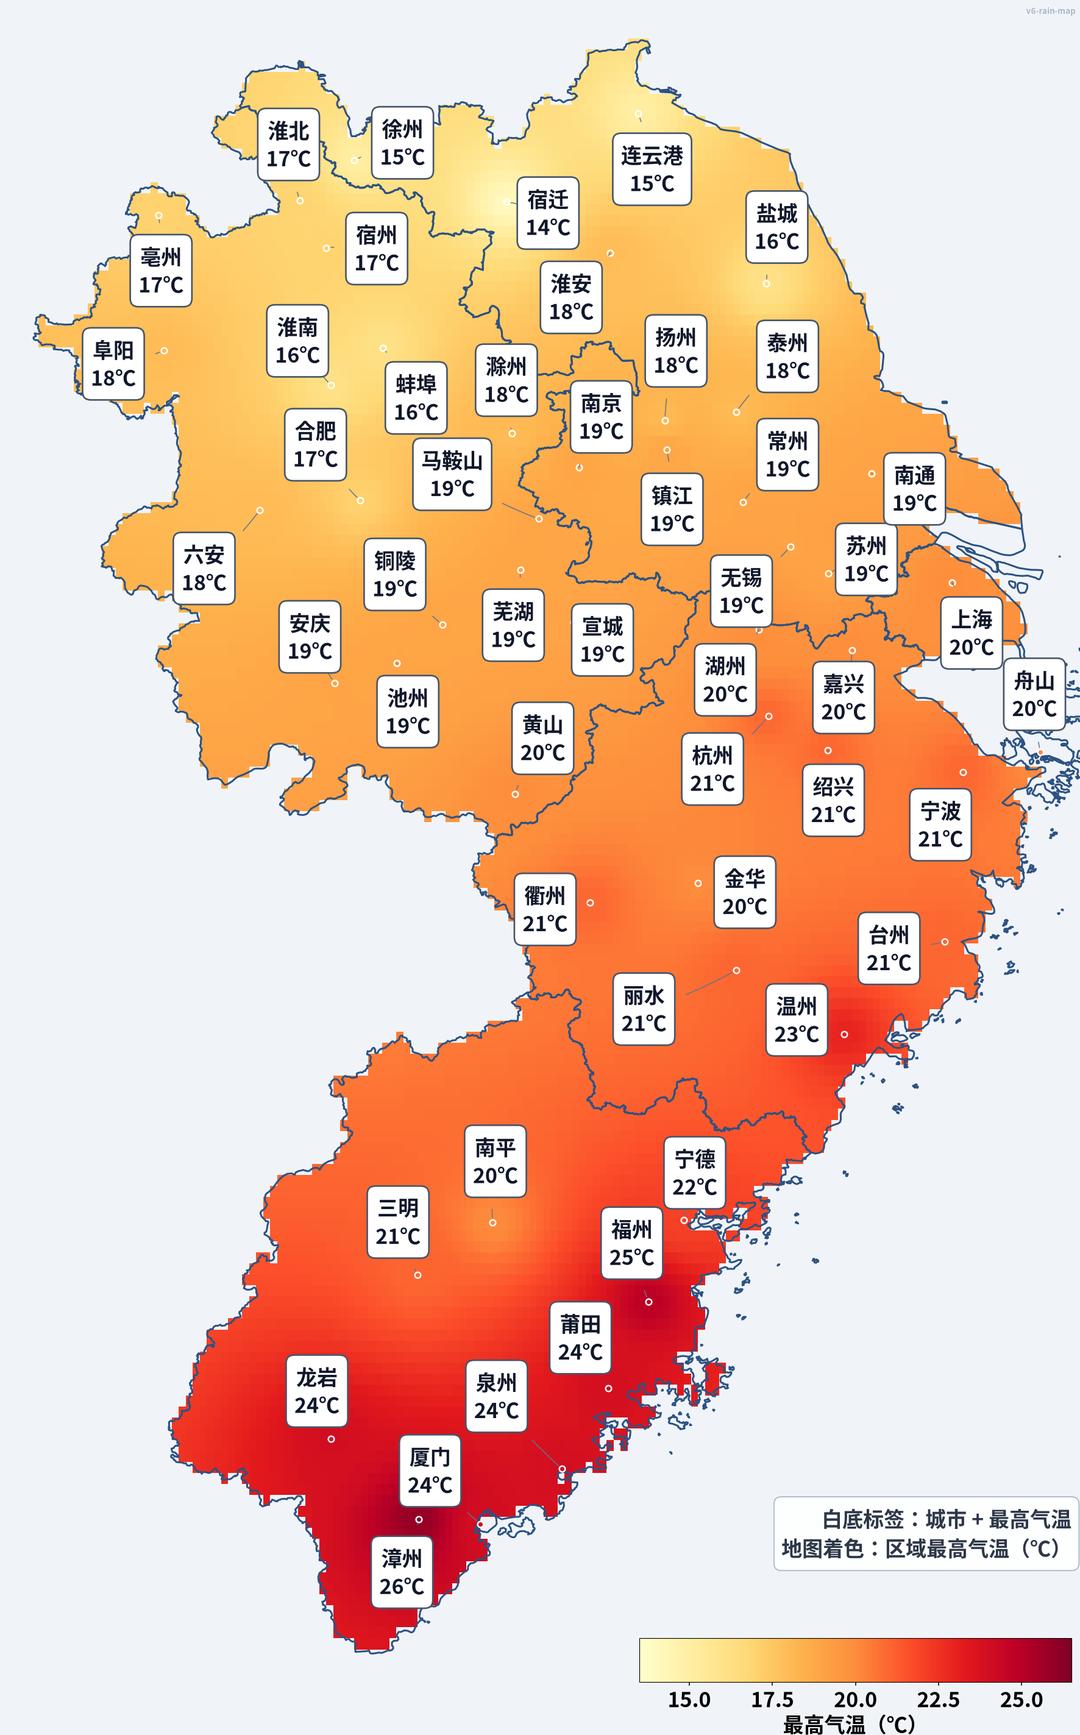 v6-rain-map
淮北
17℃
徐州
15℃
连云港
15℃
宿迁
14℃
盐城
16℃
宿州
17℃
亳州
17℃
淮安
18℃
淮南
16℃
扬州
18℃
泰州
18℃
阜阳
18℃
滁州
18℃
蚌埠
16℃
南京
19℃
合肥
17℃
常州
19℃
马鞍山
19℃
南通
19℃
镇江
19℃
六安
18℃
铜陵
19℃
苏州
19℃
无锡
19℃
安庆
19℃
芜湖
19℃
宣城
19℃
上海
20℃
湖州
20℃
嘉兴
20℃
舟山
20℃
池州
19℃
黄山
20℃
杭州
21℃
绍兴
21℃
宁波
21℃
衢州
21℃
金华
20℃
台州
21℃
丽水
21℃
温州
23℃
南平
20℃
宁德
22℃
三明
21℃
福州
25℃
莆田
24℃
龙岩
24℃
泉州
24℃
厦门
24℃
漳州
26℃
白底标签：城市 + 最高气温
地图着色：区域最高气温（℃）
15.0 17.5 20.0 22.5 25.0
最高气温（℃）